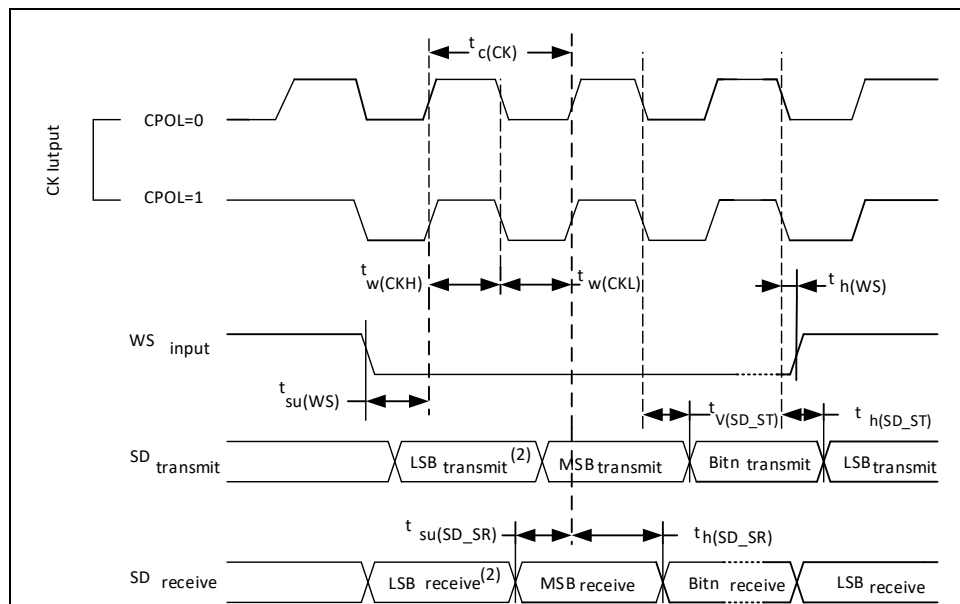 t c(CK)
CK Iutput
CPOL=0
CPOL=1
t w(CKH)
t w(CKL)
t h(WS)
WS input
t su(WS)
t V(SD_ST)
t h(SD_ST)
SD transmit
LSB transmit (2)
MSB transmit
Bitn transmit
LSB transmit
t su(SD_SR)
t h(SD_SR)
SD receive
LSB receive (2)
MSB receive
Bitn receive
LSB receive